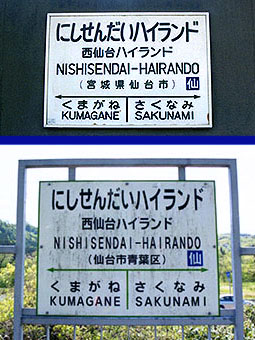 にしせんだいハイランド
西仙台ハイランド
NISHISENDAI-HAIRANDO
(宮城県仙台市) 仙
くまがね さくなみ
KUMAGANE SAKUNAMI
にしせんだいハイランド
西仙台ハイランド
NISHISENDAI-HAIRANDO
(仙台市青葉区) 仙
くまがね さくなみ
KUMAGANE SAKUNAMI